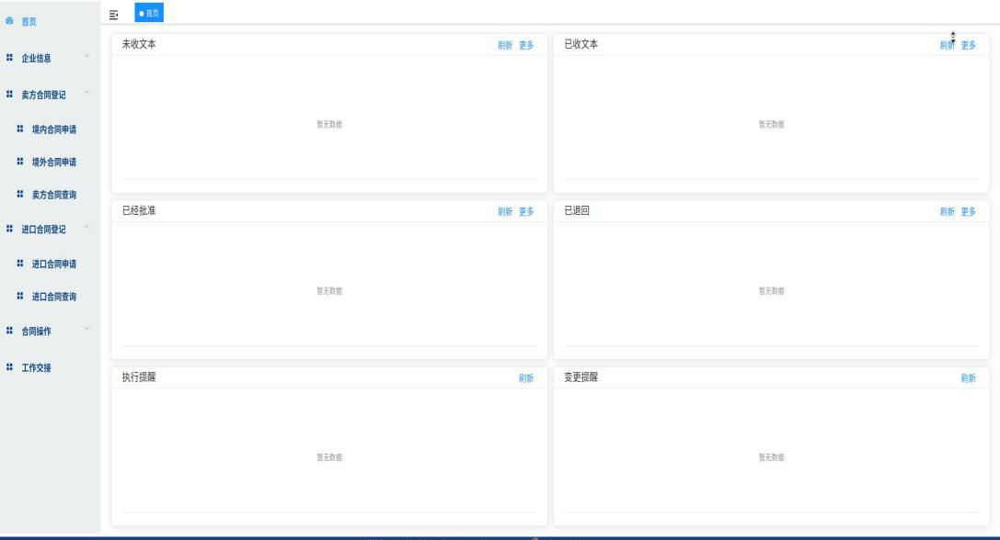 首页
企业信息
卖方合同登记
境内合同申请
境外合同申请
卖方合同查询
进口合同登记
进口合同申请
进口合同查询
合同操作
工作交接
首页
未收文本 刷新 更多
暂无数据
已收文本 刷新 更多
暂无数据
已经批准 刷新 更多
暂无数据
已退回 刷新 更多
暂无数据
执行提醒 刷新
暂无数据
变更提醒 刷新
暂无数据